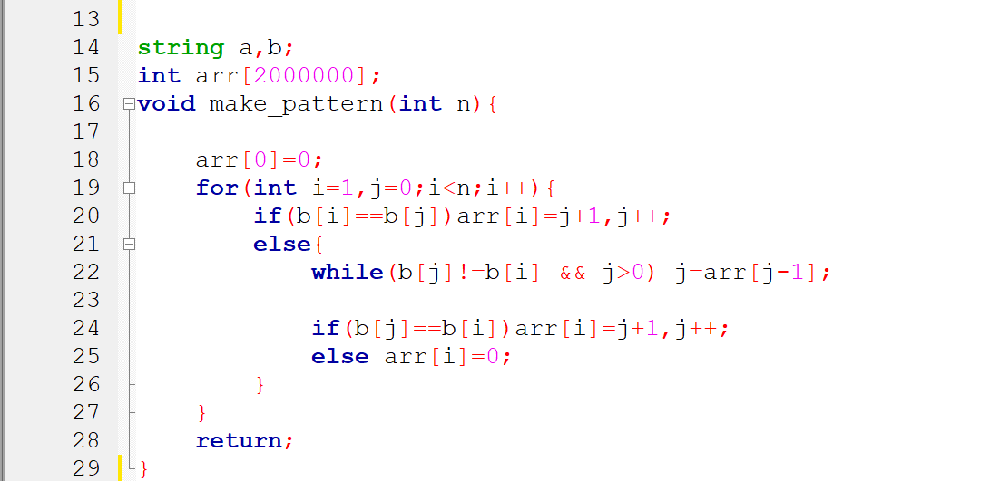 13
14 string a,b;
15 int arr[2000000];
16 void make_pattern(int n){
17
18 arr[0]=0;
19 for(int i=1,j=0;i<n;i++){
20 if(b[i]==b[j])arr[i]=j+1,j++;
21 else{
22 while(b[j]!=b[i] && j>0) j=arr[j-1];
23
24 if(b[j]==b[i])arr[i]=j+1,j++;
25 else arr[i]=0;
26 }
27 }
28 return;
29 }